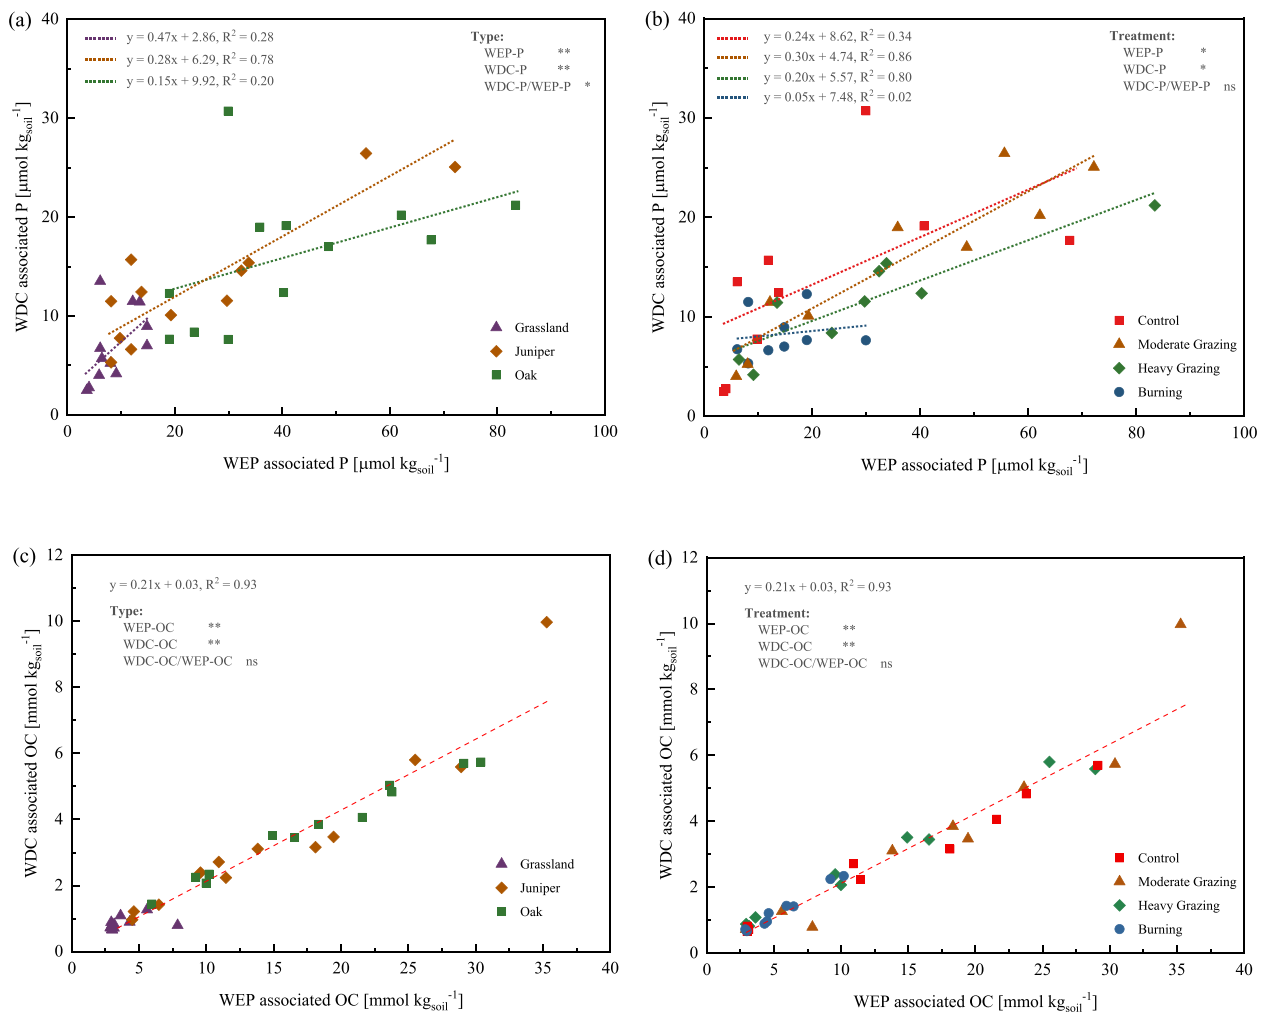 (a)
y = 0.47x + 2.86, R² = 0.28
y = 0.28x + 6.29, R² = 0.78
y = 0.15x + 9.92, R² = 0.20
Type:
WEP-P **
WDC-P **
WDC-P/WEP-P *
WDC associated P [µmol kg_soil⁻¹]
40
30
20
10
0
Grassland
Juniper
Oak
0 20 40 60 80 100
WEP associated P [µmol kg_soil⁻¹]
(b)
y = 0.24x + 8.62, R² = 0.34
y = 0.30x + 4.74, R² = 0.86
y = 0.20x + 5.57, R² = 0.80
y = 0.05x + 7.48, R² = 0.02
Treatment:
WEP-P *
WDC-P *
WDC-P/WEP-P ns
WDC associated P [µmol kg_soil⁻¹]
40
30
20
10
0
Control
Moderate Grazing
Heavy Grazing
Burning
0 20 40 60 80 100
WEP associated P [µmol kg_soil⁻¹]
(c)
y = 0.21x + 0.03, R² = 0.93
Type:
WEP-OC **
WDC-OC **
WDC-OC/WEP-OC ns
WDC associated OC [mmol kg_soil⁻¹]
12
10
8
6
4
2
0
Grassland
Juniper
Oak
0 5 10 15 20 25 30 35 40
WEP associated OC [mmol kg_soil⁻¹]
(d)
y = 0.21x + 0.03, R² = 0.93
Treatment:
WEP-OC **
WDC-OC **
WDC-OC/WEP-OC ns
WDC associated OC [mmol kg_soil⁻¹]
12
10
8
6
4
2
0
Control
Moderate Grazing
Heavy Grazing
Burning
0 5 10 15 20 25 30 35 40
WEP associated OC [mmol kg_soil⁻¹]